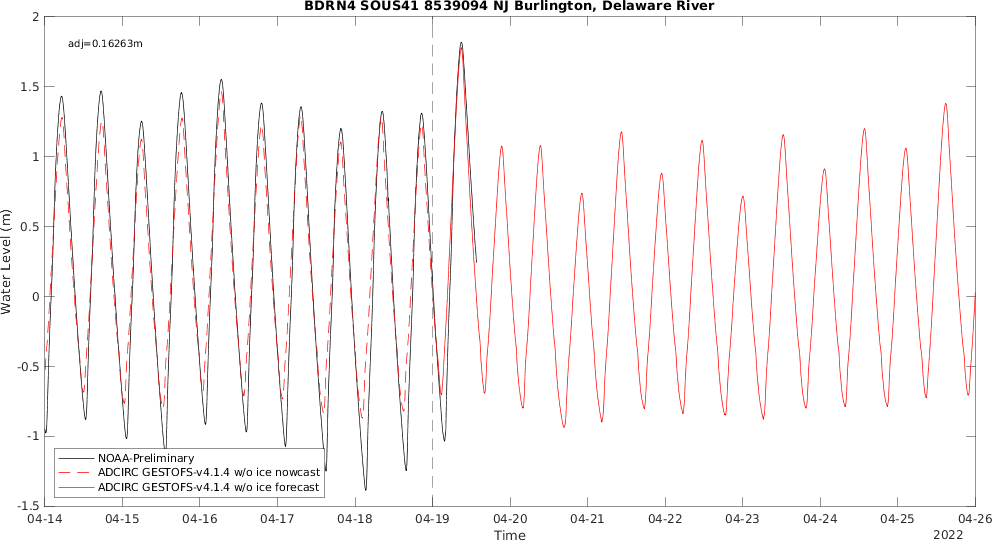 BDRN4 SOUS41 8539094 NJ Burlington, Delaware River
adj=0.16263m
Water Level (m)
2
1.5
1
0.5
0
-0.5
-1
-1.5
NOAA-Preliminary
ADCIRC GESTOFS-v4.1.4 w/o ice nowcast
ADCIRC GESTOFS-v4.1.4 w/o ice forecast
04-14 04-15 04-16 04-17 04-18 04-19 04-20 04-21 04-22 04-23 04-24 04-25 04-26
Time
2022